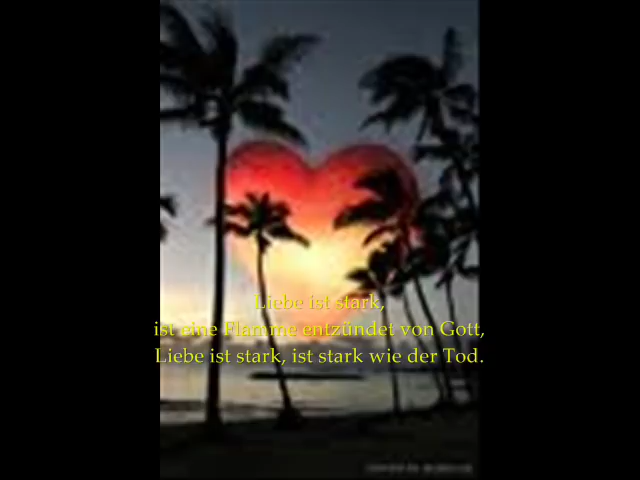 Liebe ist stark,
ist eine Flamme entzündet von Gott,
Liebe ist stark, ist stark wie der Tod.